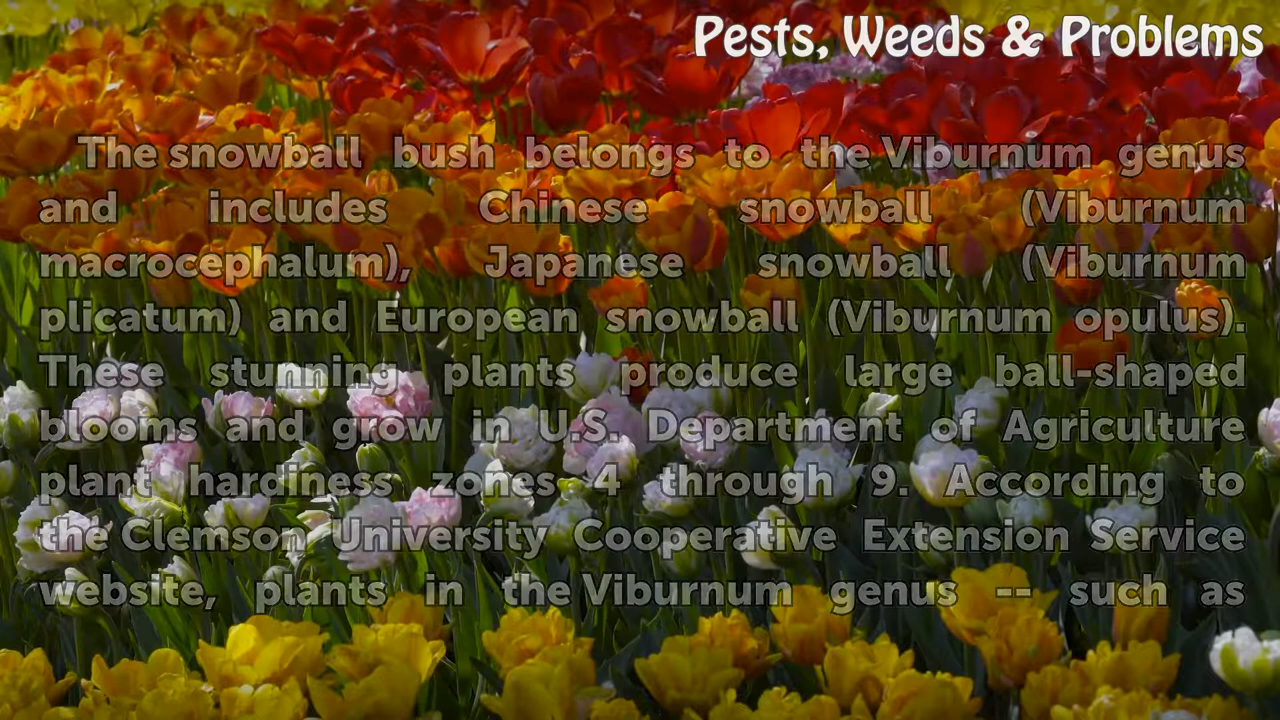 Pests, Weeds & Problems
The snowball bush belongs to the Viburnum genus
and includes Chinese snowball (Viburnum
macrocephalum), Japanese snowball (Viburnum
plicatum) and European snowball (Viburnum opulus).
These stunning plants produce large ball-shaped
blooms and grow in U.S. Department of Agriculture
plant hardiness zones 4 through 9. According to
the Clemson University Cooperative Extension Service
website, plants in the Viburnum genus -- such as